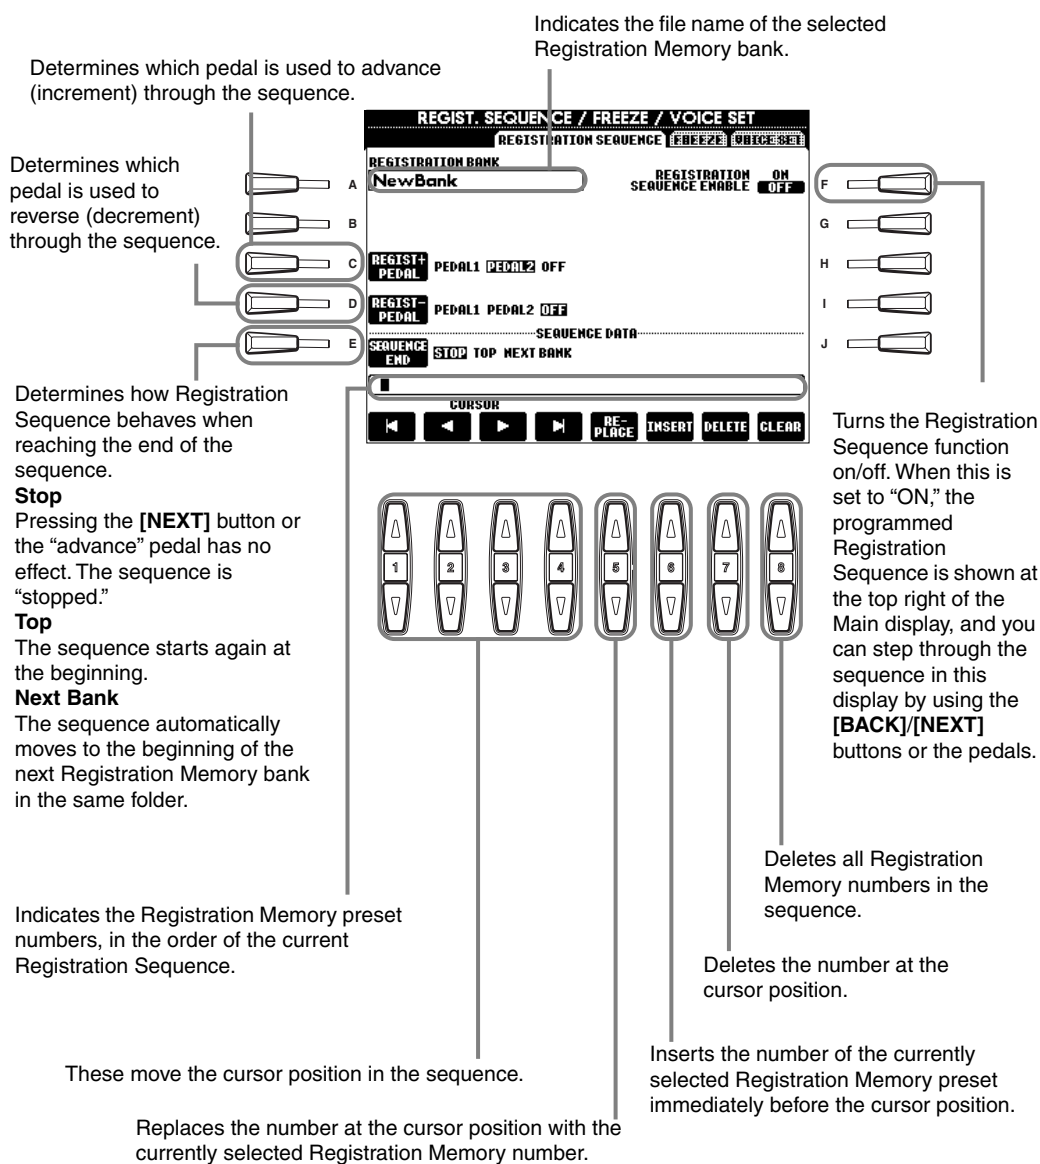 Indicates the file name of the selected
Registration Memory bank.
Determines which pedal is used to advance
(increment) through the sequence.
Determines which
pedal is used to
reverse (decrement)
through the sequence.
REGIST. SEQUENCE / FREEZE / VOICE SET
REGISTRATION SEQUENCE FREEZE VOICE SET
REGISTRATION BANK
NewBank
REGISTRATION
SEQUENCE ENABLE
ON
OFF
A
B
C
D
E
F
G
H
I
J
REGIST+
PEDAL
PEDAL1 PEDAL2 OFF
REGIST-
PEDAL
PEDAL1 PEDAL2 OFF
SEQUENCE DATA
SEQUENCE
END
STOP TOP NEXT BANK
CURSOR
RE-
PLACE
INSERT
DELETE
CLEAR
1
2
3
4
5
6
7
8
Determines how Registration
Sequence behaves when
reaching the end of the
sequence.
Stop
Pressing the [NEXT] button or
the “advance” pedal has no
effect. The sequence is
“stopped.”
Top
The sequence starts again at
the beginning.
Next Bank
The sequence automatically
moves to the beginning of the
next Registration Memory bank
in the same folder.
Turns the Registration
Sequence function
on/off. When this is
set to “ON,” the
programmed
Registration
Sequence is shown at
the top right of the
Main display, and you
can step through the
sequence in this
display by using the
[BACK]/[NEXT]
buttons or the pedals.
Deletes all Registration
Memory numbers in the
sequence.
Indicates the Registration Memory preset
numbers, in the order of the current
Registration Sequence.
Deletes the number at the
cursor position.
Inserts the number of the currently
selected Registration Memory preset
immediately before the cursor position.
These move the cursor position in the sequence.
Replaces the number at the cursor position with the
currently selected Registration Memory number.